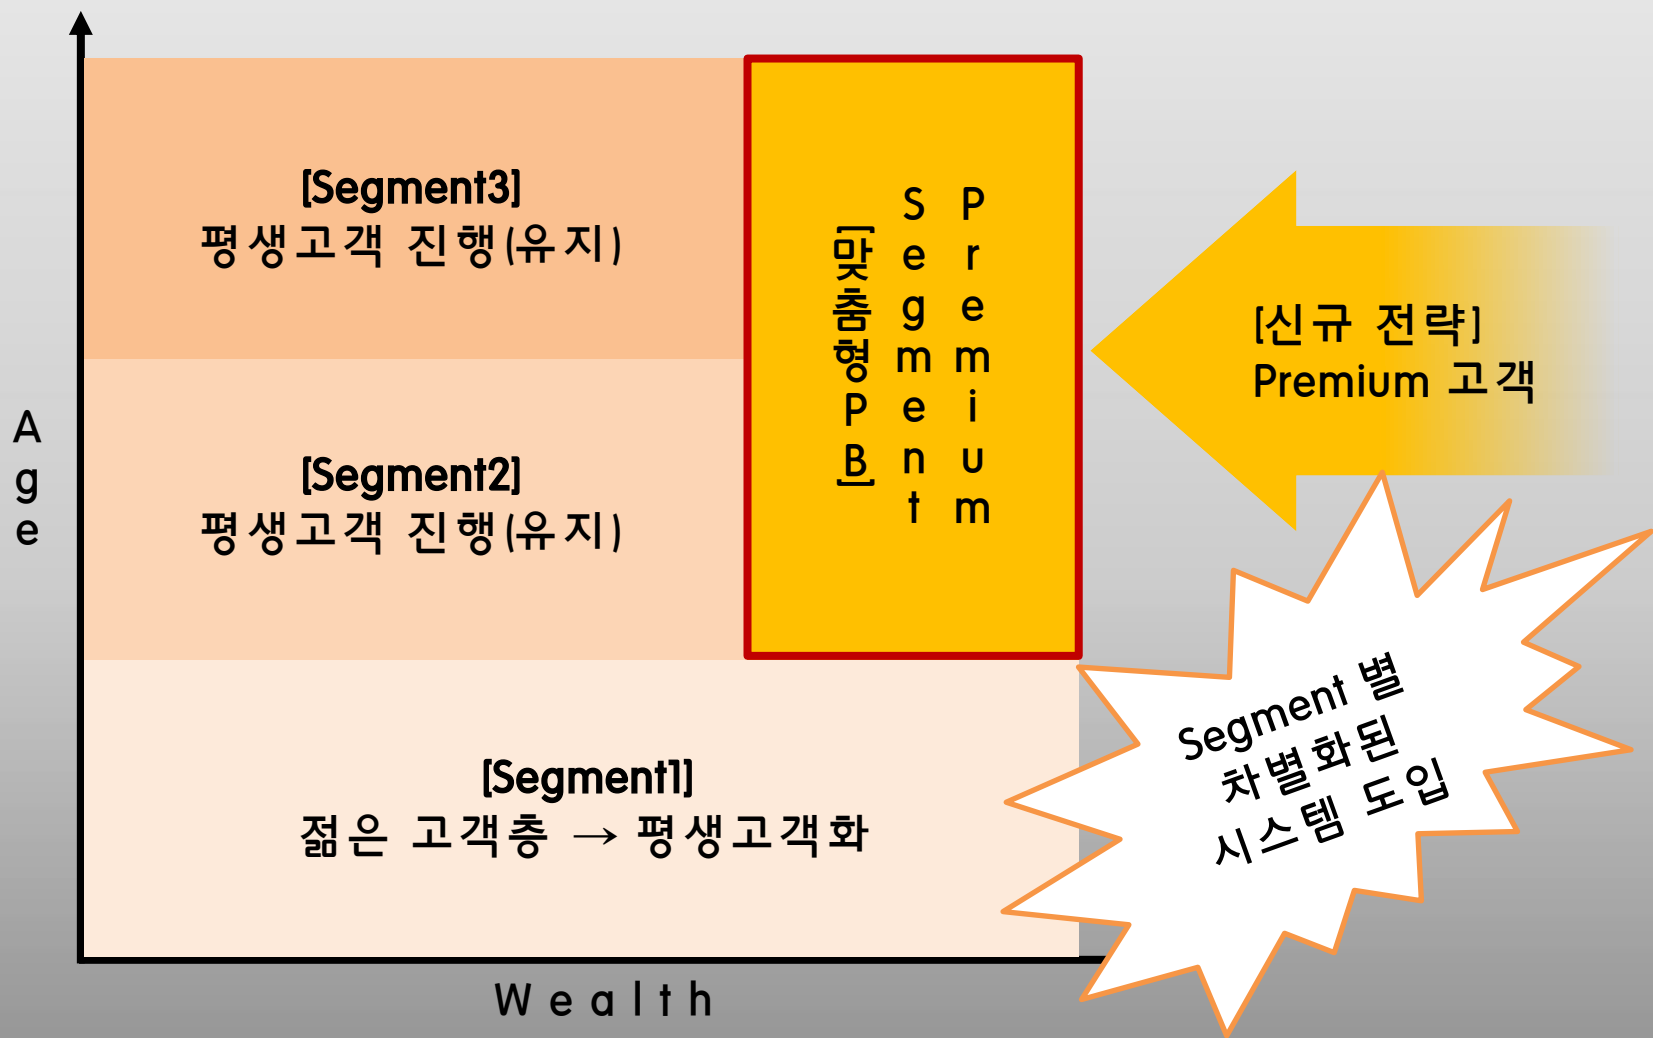 [Segment3]
평생고객 진행(유지)
[Segment2]
평생고객 진행(유지)
[Segment1]
젊은 고객층 → 평생고객화
Premium
Segment
[맞춤형PB]
[신규 전략]
Premium 고객
Segment 별
차별화된
시스템 도입
Age
Wealth